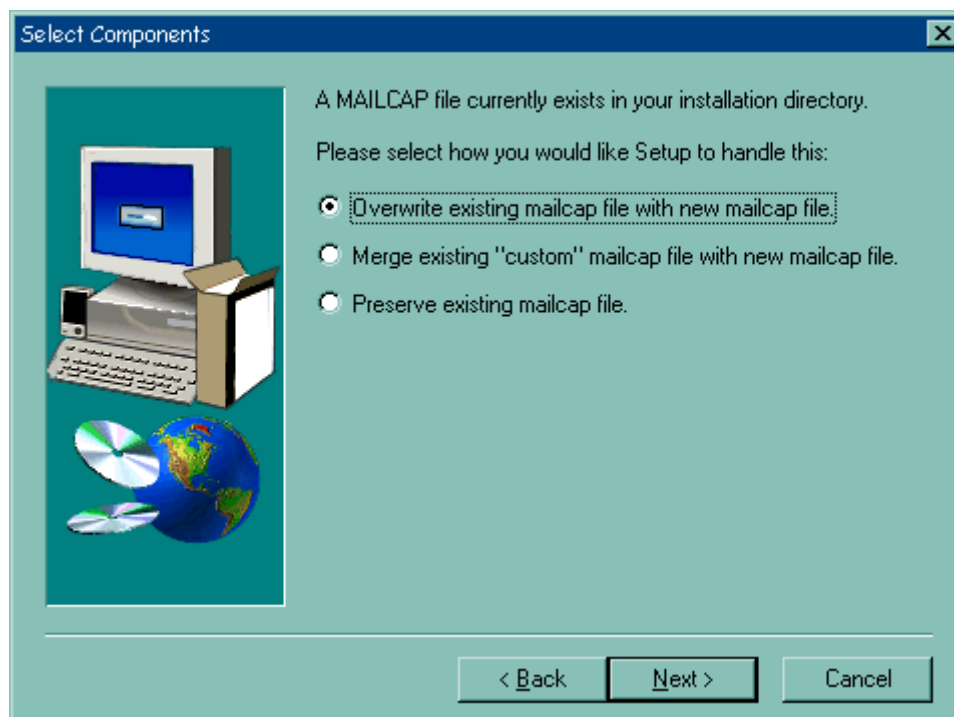 Select Components
A MAILCAP file currently exists in your installation directory.
Please select how you would like Setup to handle this:
Overwrite existing mailcap file with new mailcap file.
Merge existing "custom" mailcap file with new mailcap file.
Preserve existing mailcap file.
< Back Next > Cancel